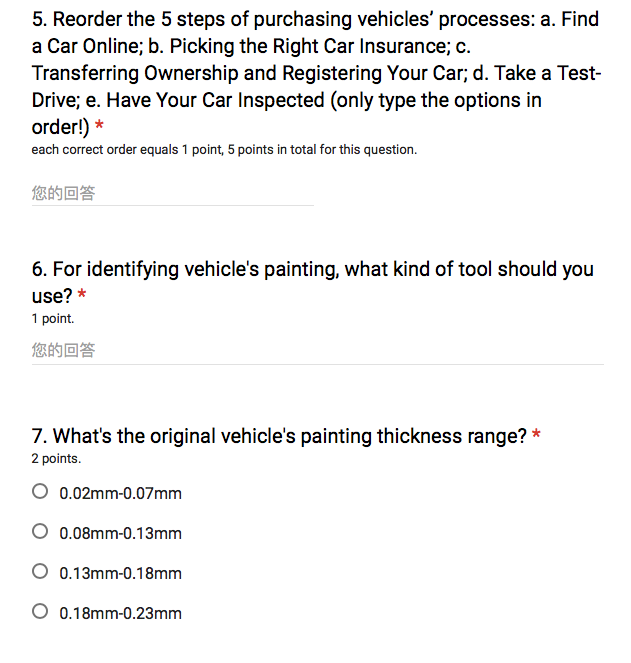 5. Reorder the 5 steps of purchasing vehicles’ processes: a. Find
a Car Online; b. Picking the Right Car Insurance; c.
Transferring Ownership and Registering Your Car; d. Take a Test-
Drive; e. Have Your Car Inspected (only type the options in
order!) *
each correct order equals 1 point, 5 points in total for this question.
您的回答
6. For identifying vehicle's painting, what kind of tool should you
use? *
1 point.
您的回答
7. What's the original vehicle's painting thickness range? *
2 points.
0.02mm-0.07mm
0.08mm-0.13mm
0.13mm-0.18mm
0.18mm-0.23mm